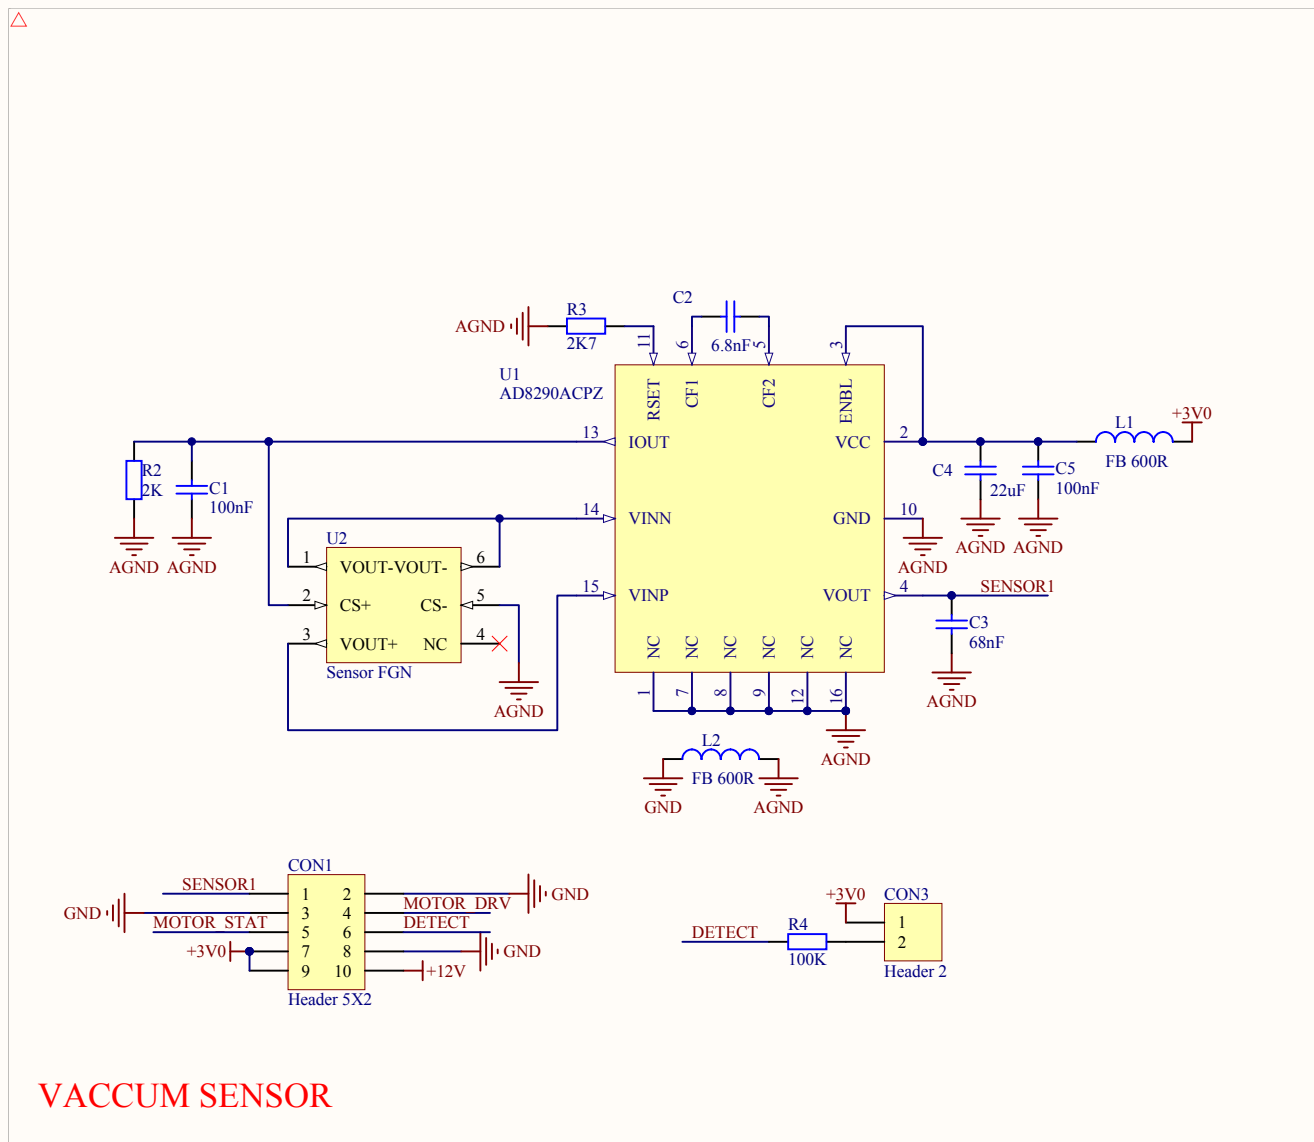 C2
R3
AGND
2K7
11
6
6.8nF
5
3
U1
AD8290ACPZ
RSET
CF1
CF2
ENBL
+3V0
L1
13
IOUT
VCC
2
FB 600R
R2
2K
C1
100nF
C4
22uF
C5
100nF
14
VINN
GND
10
AGND
AGND
AGND
AGND
AGND
U2
1
VOUT-
VOUT-
6
2
CS+
CS-
5
3
VOUT+
NC
4
Sensor FGN
AGND
15
VINP
VOUT
4
SENSOR1
C3
68nF
AGND
NC
NC
NC
NC
NC
NC
1
7
8
9
12
16
AGND
L2
FB 600R
GND
AGND
CON1
SENSOR1
1
2
GND
GND
3
4
MOTOR_DRV
MOTOR_STAT
5
6
DETECT
+3V0
7
8
GND
9
10
+12V
Header 5X2
+3V0
CON3
1
DETECT
R4
2
100K
Header 2
VACCUM SENSOR